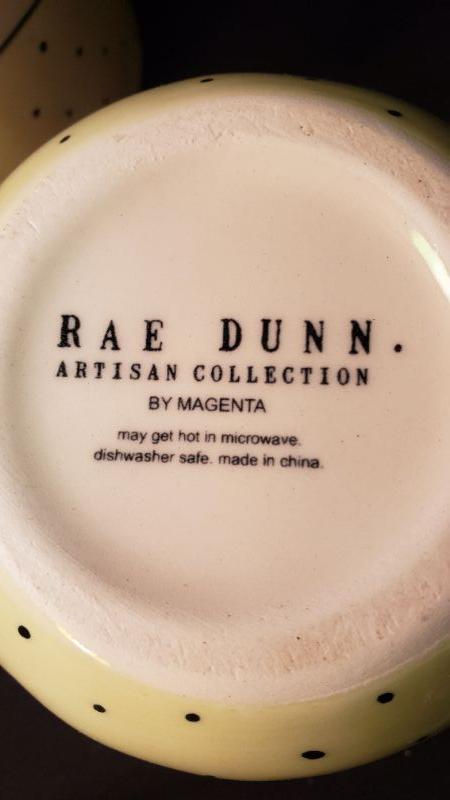 RAE DUNN.
ARTISAN COLLECTION
BY MAGENTA
may get hot in microwave.
dishwasher safe. made in china.